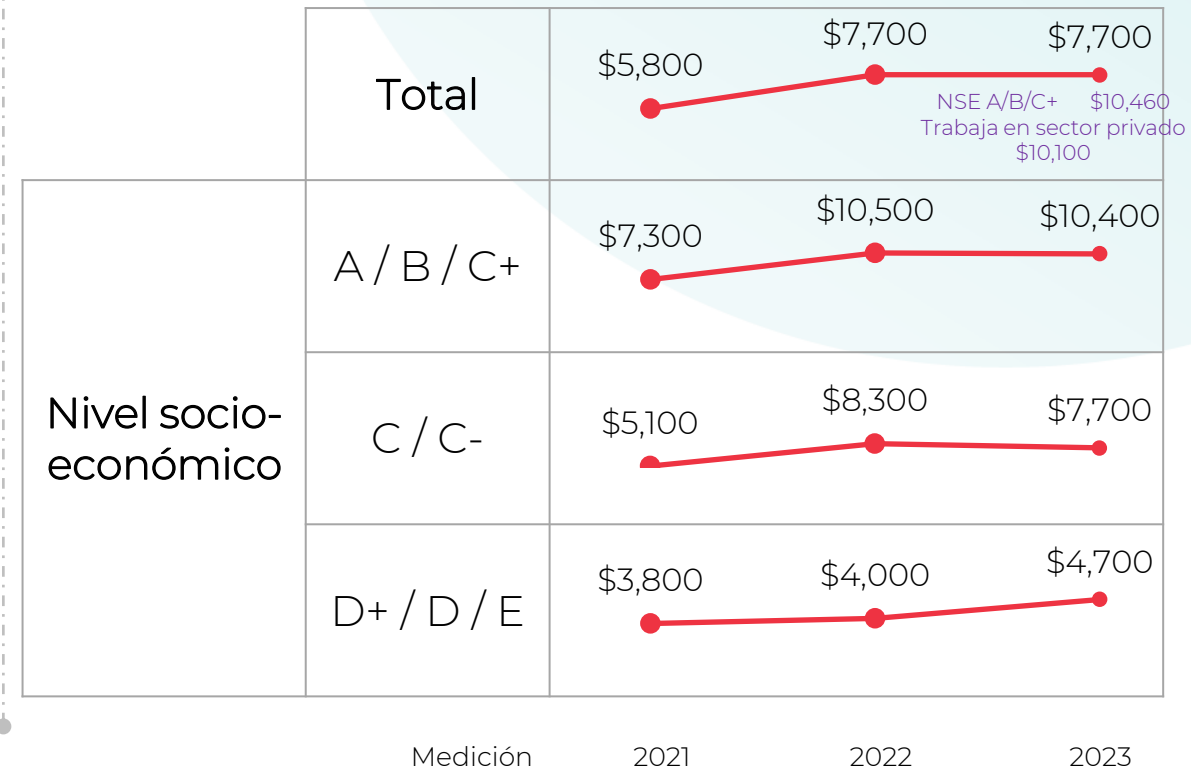 Total
$5,800
$7,700
$7,700
NSE A/B/C+ $10,460
Trabaja en sector privado
$10,100
Nivel socio-
económico
A / B / C+
$7,300
$10,500
$10,400
C / C-
$5,100
$8,300
$7,700
D+ / D / E
$3,800
$4,000
$4,700
Medición 2021 2022 2023